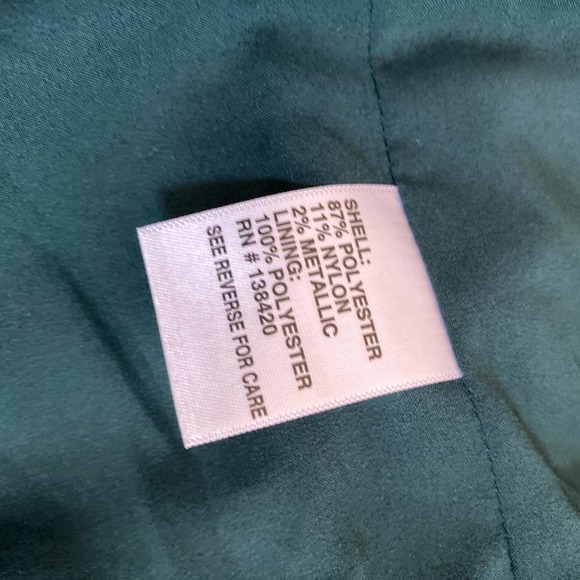 SHELL:
87% POLYESTER
11% NYLON
2% METALLIC
LINING:
100% POLYESTER
RN # 138420
SEE REVERSE FOR CARE